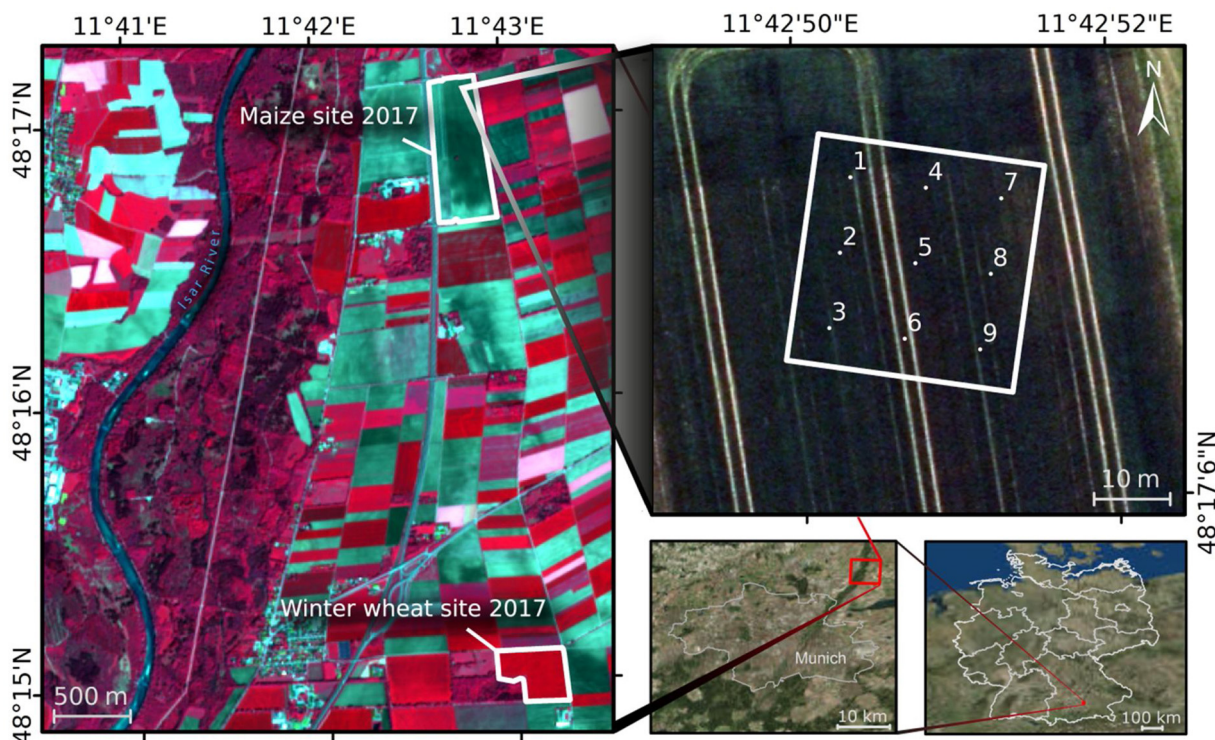 11°41'E
11°42'E
11°43'E
11°42'50"E
11°42'52"E
48°17'N
48°16'N
48°15'N
48°17'6"N
Maize site 2017
Isar River
Winter wheat site 2017
500 m
N
1
4
7
2
5
8
3
6
9
10 m
Munich
10 km
100 km